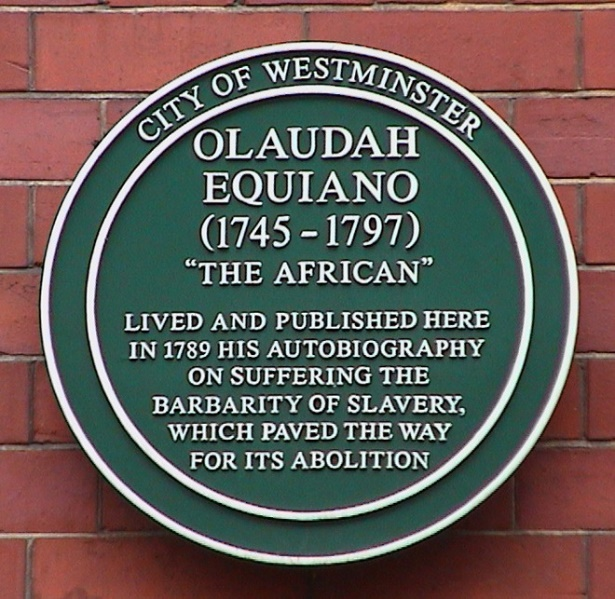 CITY OF WESTMINSTER
OLAUDAH
EQUIANO
(1745 – 1797)
“THE AFRICAN”
LIVED AND PUBLISHED HERE
IN 1789 HIS AUTOBIOGRAPHY
ON SUFFERING THE
BARBARITY OF SLAVERY,
WHICH PAVED THE WAY
FOR ITS ABOLITION